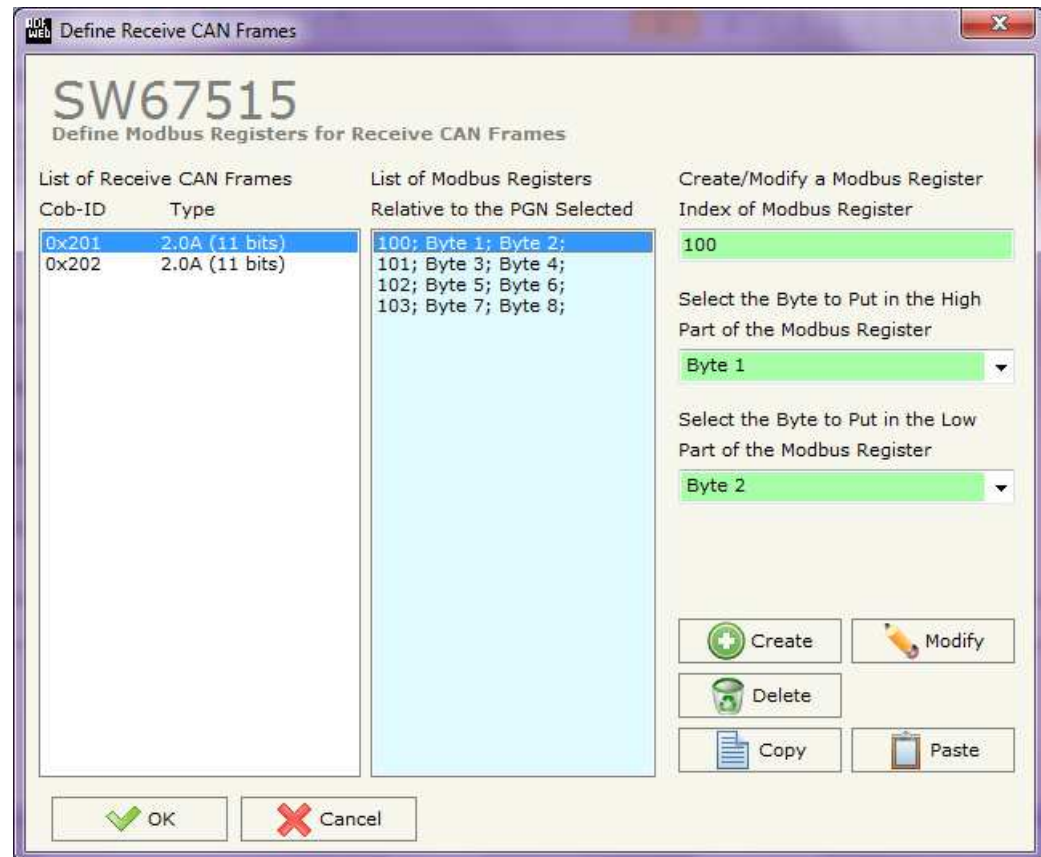 ADF
WEB
Define Receive CAN Frames
SW67515
Define Modbus Registers for Receive CAN Frames
List of Receive CAN Frames
Cob-ID Type
0x201 2.0A (11 bits)
0x202 2.0A (11 bits)
List of Modbus Registers
Relative to the PGN Selected
100; Byte 1; Byte 2;
101; Byte 3; Byte 4;
102; Byte 5; Byte 6;
103; Byte 7; Byte 8;
Create/Modify a Modbus Register
Index of Modbus Register
100
Select the Byte to Put in the High
Part of the Modbus Register
Byte 1
Select the Byte to Put in the Low
Part of the Modbus Register
Byte 2
Create
Modify
Delete
Copy
Paste
OK
Cancel